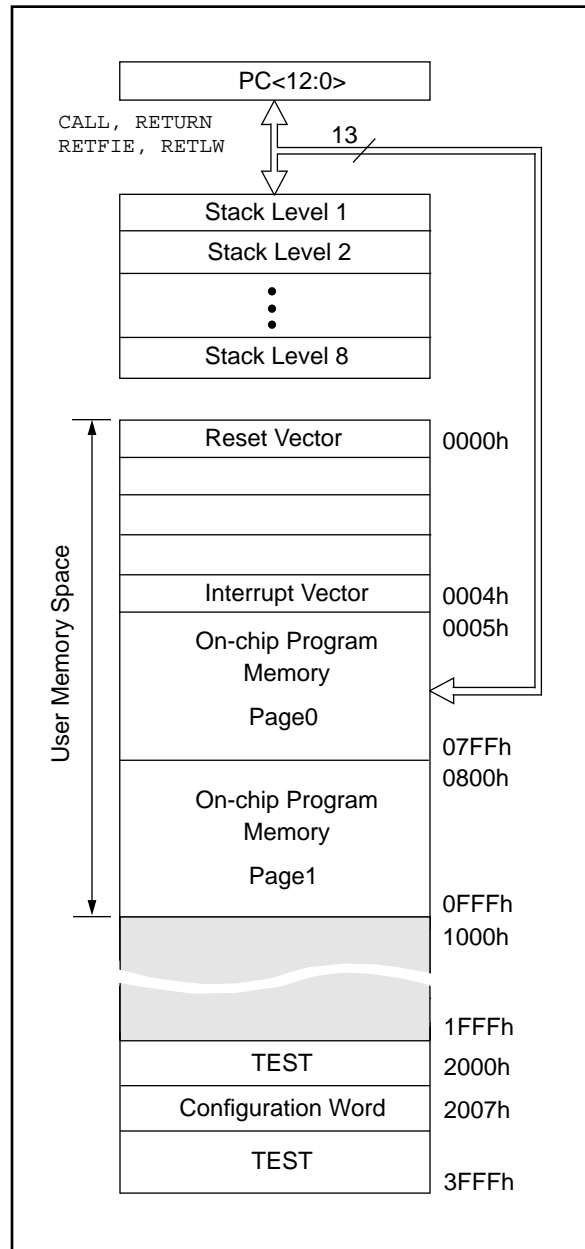 PC<12:0>
CALL, RETURN
RETFIE, RETLW
13
Stack Level 1
Stack Level 2
Stack Level 8
User Memory Space
Reset Vector
0000h
Interrupt Vector
0004h
0005h
On-chip Program
Memory
Page0
07FFh
0800h
On-chip Program
Memory
Page1
0FFFh
1000h
1FFFh
TEST
2000h
Configuration Word
2007h
TEST
3FFFh